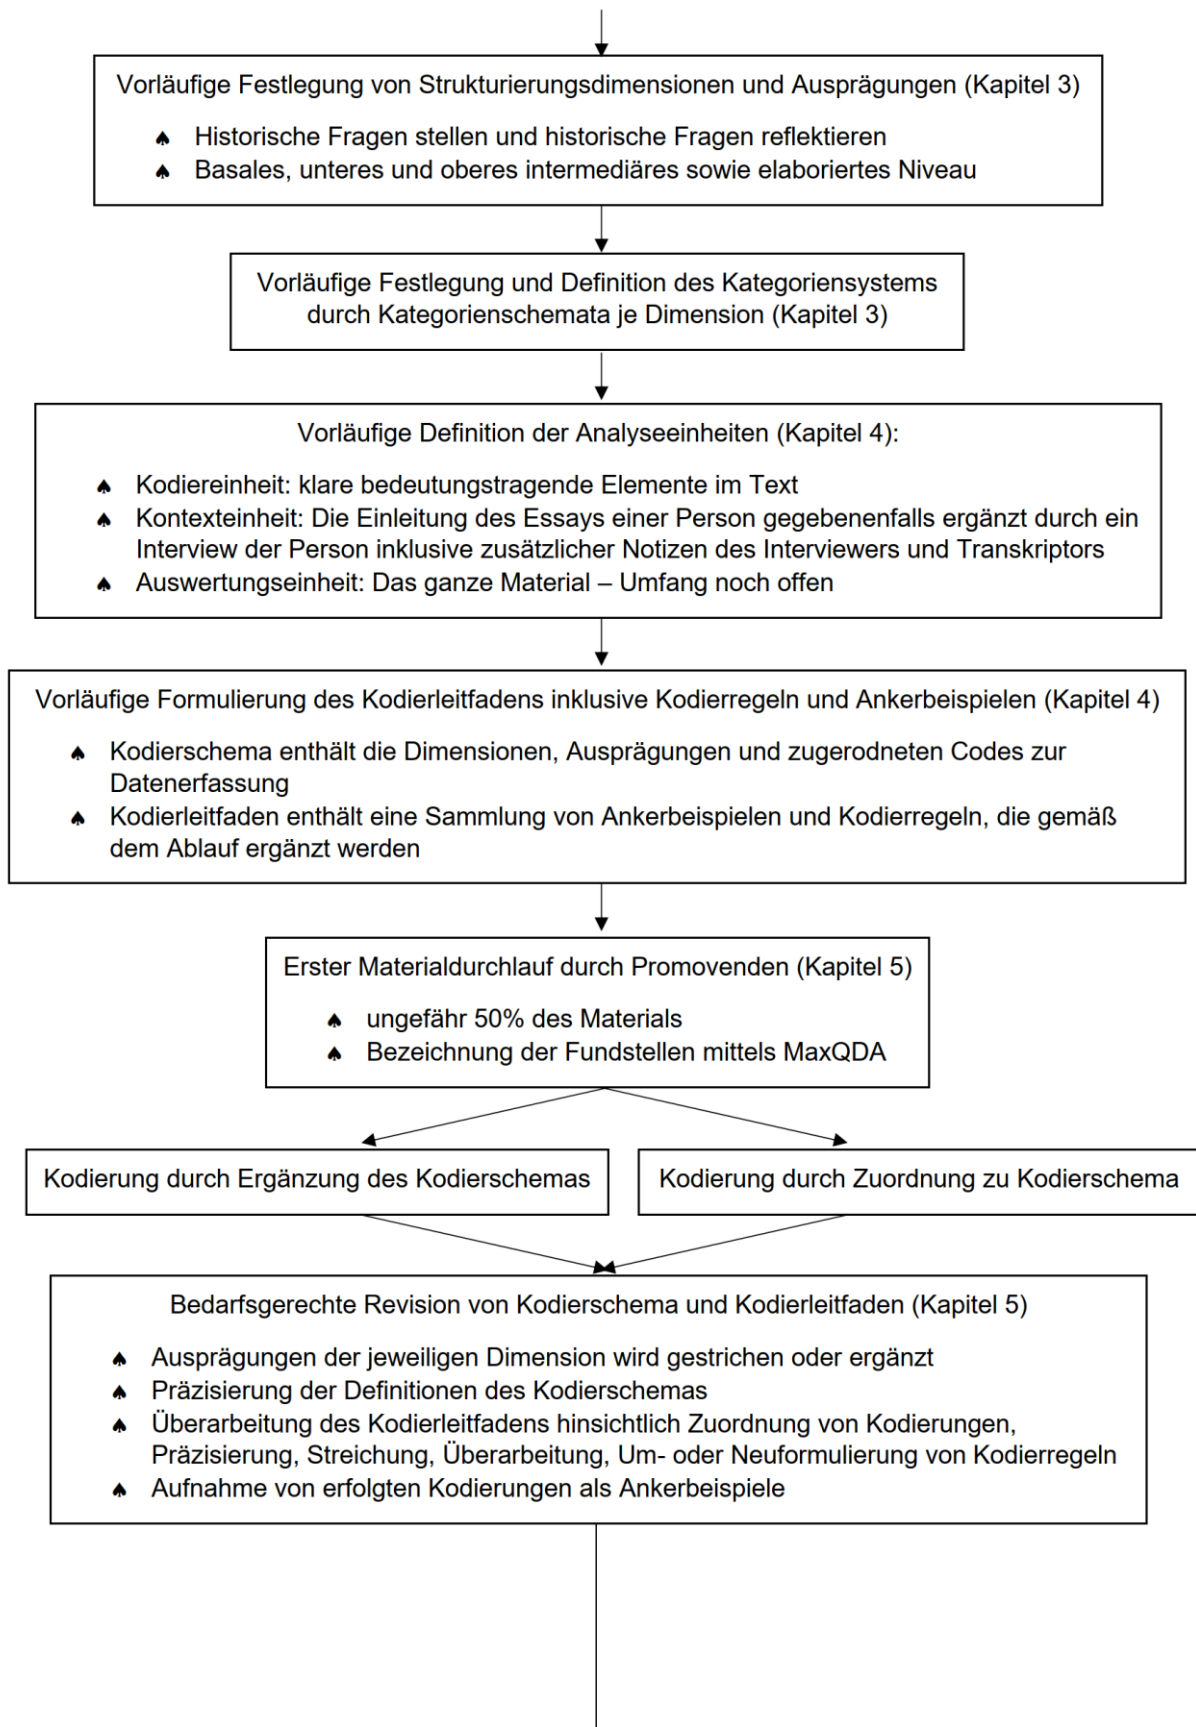 Vorläufige Festlegung von Strukturierungsdimensionen und Ausprägungen (Kapitel 3)
♠ Historische Fragen stellen und historische Fragen reflektieren
♠ Basales, unteres und oberes intermediäres sowie elaboriertes Niveau
Vorläufige Festlegung und Definition des Kategoriensystems
durch Kategorienschemata je Dimension (Kapitel 3)
Vorläufige Definition der Analyseeinheiten (Kapitel 4):
♠ Kodiereinheit: klare bedeutungstragende Elemente im Text
♠ Kontexteinheit: Die Einleitung des Essays einer Person gegebenenfalls ergänzt durch ein
Interview der Person inklusive zusätzlicher Notizen des Interviewers und Transkriptors
♠ Auswertungseinheit: Das ganze Material – Umfang noch offen
Vorläufige Formulierung des Kodierleitfadens inklusive Kodierregeln und Ankerbeispielen (Kapitel 4)
♠ Kodierschema enthält die Dimensionen, Ausprägungen und zugerodneten Codes zur
Datenerfassung
♠ Kodierleitfaden enthält eine Sammlung von Ankerbeispielen und Kodierregeln, die gemäß
dem Ablauf ergänzt werden
Erster Materialdurchlauf durch Promovenden (Kapitel 5)
♠ ungefähr 50% des Materials
♠ Bezeichnung der Fundstellen mittels MaxQDA
Kodierung durch Ergänzung des Kodierschemas
Kodierung durch Zuordnung zu Kodierschema
Bedarfsgerechte Revision von Kodierschema und Kodierleitfaden (Kapitel 5)
♠ Ausprägungen der jeweiligen Dimension wird gestrichen oder ergänzt
♠ Präzisierung der Definitionen des Kodierschemas
♠ Überarbeitung des Kodierleitfadens hinsichtlich Zuordnung von Kodierungen,
Präzisierung, Streichung, Überarbeitung, Um- oder Neuformulierung von Kodierregeln
♠ Aufnahme von erfolgten Kodierungen als Ankerbeispiele